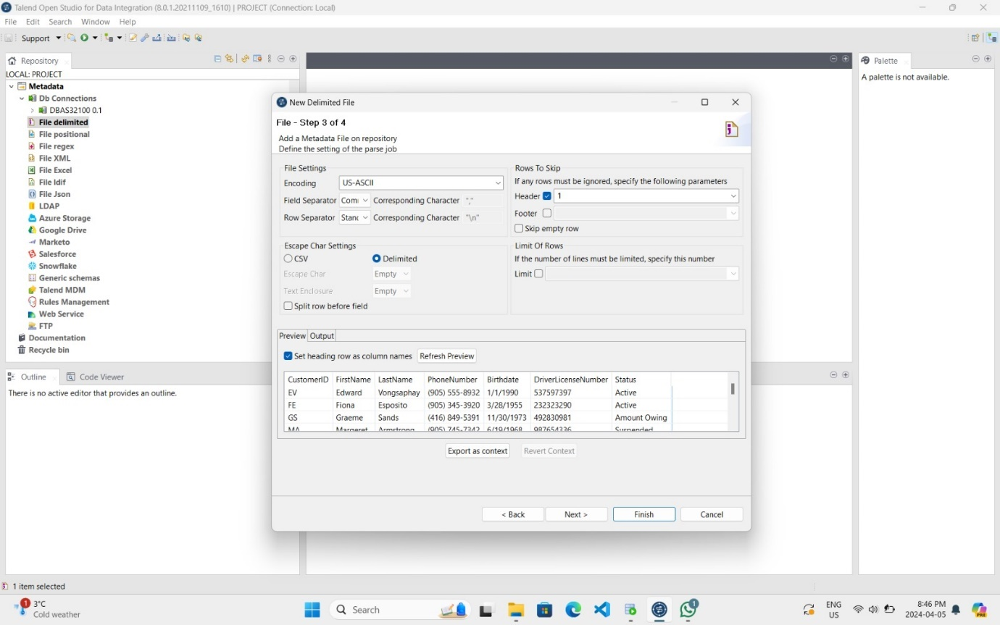 Talend Open Studio for Data Integration (8.0.1.20211109_1610) | PROJECT (Connection: Local)
File Edit Search Window Help
Support
Repository
LOCAL: PROJECT
Metadata
Db Connections
DBAS32100 0.1
File delimited
File positional
File regex
File XML
File Excel
File ldif
File Json
LDAP
Azure Storage
Google Drive
Marketo
Salesforce
Snowflake
Generic schemas
Talend MDM
Rules Management
Web Service
FTP
Documentation
Recycle bin
Outline Code Viewer
There is no active editor that provides an outline.
Palette
A palette is not available.
New Delimited File
File - Step 3 of 4
Add a Metadata File on repository
Define the setting of the parse job
File Settings
Encoding US-ASCII
Field Separator Com Corresponding Character ","
Row Separator Stand Corresponding Character "\n"
Rows To Skip
If any rows must be ignored, specify the following parameters
Header 1
Footer
Skip empty row
Escape Char Settings
CSV Delimited
Escape Char Empty
Text Enclosure Empty
Split row before field
Limit Of Rows
If the number of lines must be limited, specify this number
Limit
Preview Output
Set heading row as column names Refresh Preview
CustomerID FirstName LastName PhoneNumber Birthdate DriverLicenseNumber Status
EV Edward Vongsaphay (905) 555-8932 1/1/1990 537597397 Active
FE Fiona Esposito (905) 345-3920 3/28/1955 232323290 Active
GS Graeme Sands (416) 849-5391 11/30/1973 492830981 Amount Owing
MA Margeret Armstrong (905) 745-7342 6/19/1968 987654336 Suspended
Export as context Revert Context
< Back Next > Finish Cancel
1 item selected
1
3°C
Cold weather
Search
1
ENG
US
8:46 PM
2024-04-05
PRE